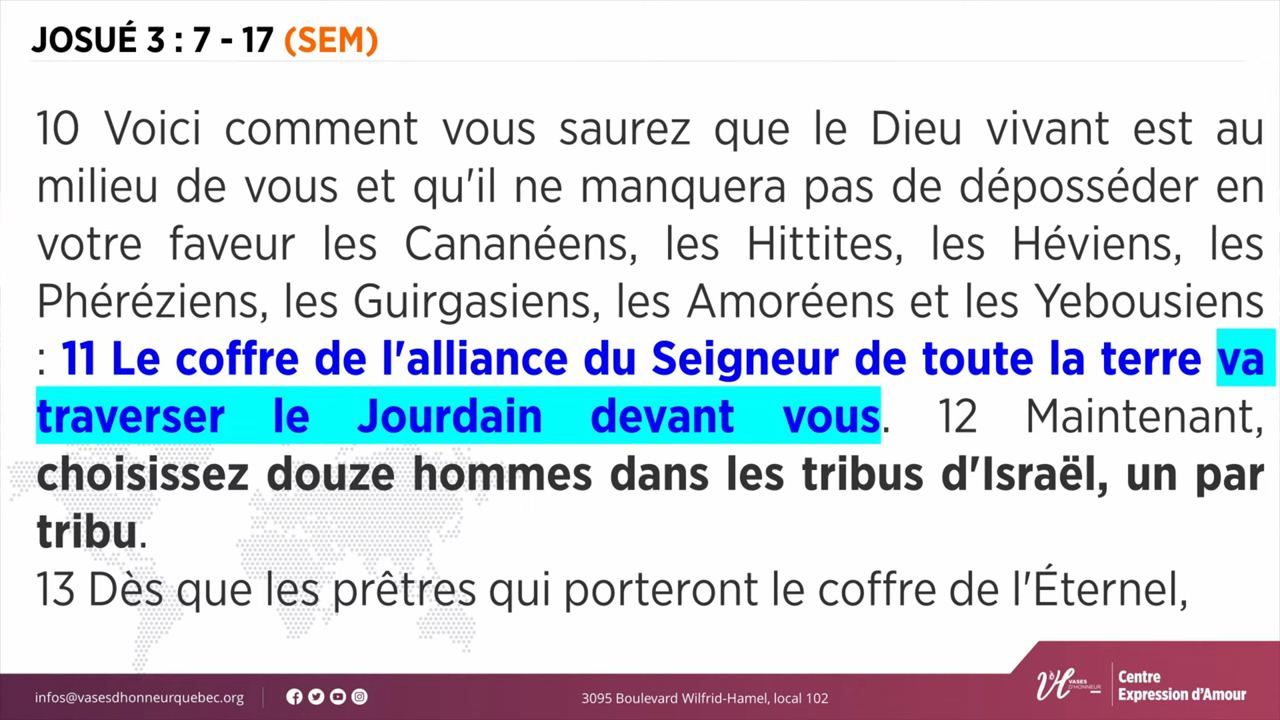 JOSUÉ 3 : 7 - 17 (SEM)
10 Voici comment vous saurez que le Dieu vivant est au
milieu de vous et qu'il ne manquera pas de déposséder en
votre faveur les Cananéens, les Hittites, les Héviens, les
Phéréziens, les Guirgasiens, les Amoréens et les Yebousiens
: 11 Le coffre de l'alliance du Seigneur de toute la terre va
traverser le Jourdain devant vous. 12 Maintenant,
choisissez douze hommes dans les tribus d'Israël, un par
tribu.
13 Dès que les prêtres qui porteront le coffre de l'Éternel,
infos@vasesdhonneurquebec.org
3095 Boulevard Wilfrid-Hamel, local 102
VH VASES D'HONNEUR
Centre
Expression d'Amour